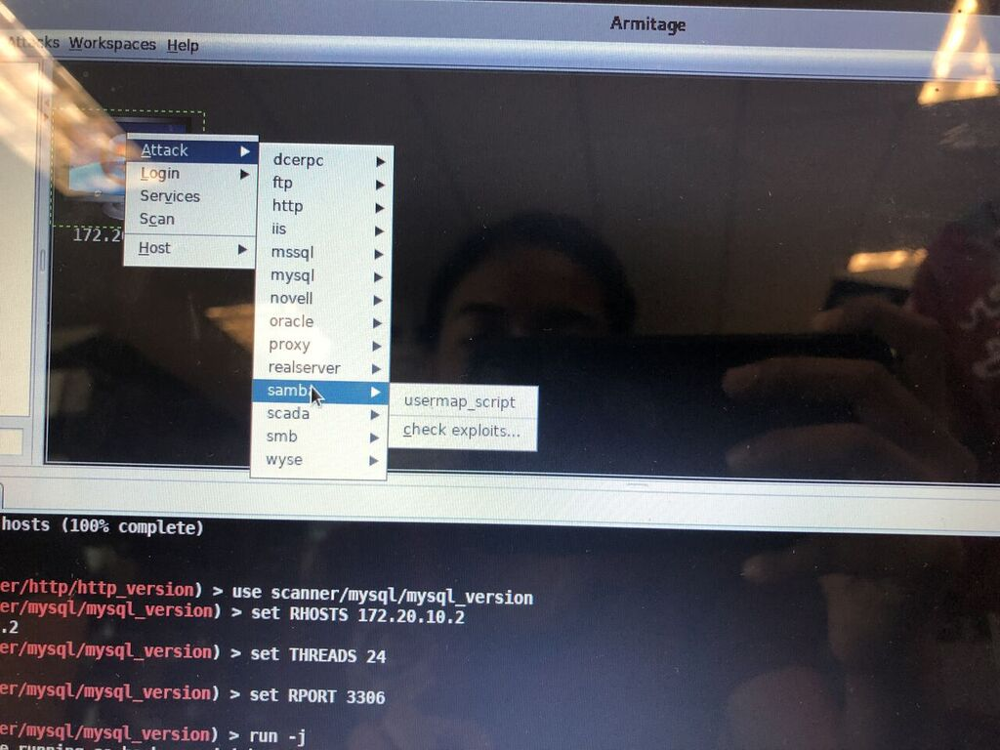 Armitage
Attacks Workspaces Help
Attack
Login
Services
Scan
Host
172.2
dcerpc
ftp
http
iis
mssql
mysql
novell
oracle
proxy
realserver
samba
scada
smb
wyse
usermap_script
check exploits...
hosts (100% complete)
er/http/http_version) > use scanner/mysql/mysql_version
er/mysql/mysql_version) > set RHOSTS 172.20.10.2
.2
er/mysql/mysql_version) > set THREADS 24
er/mysql/mysql_version) > set RPORT 3306
er/mysql/mysql_version) > run -j